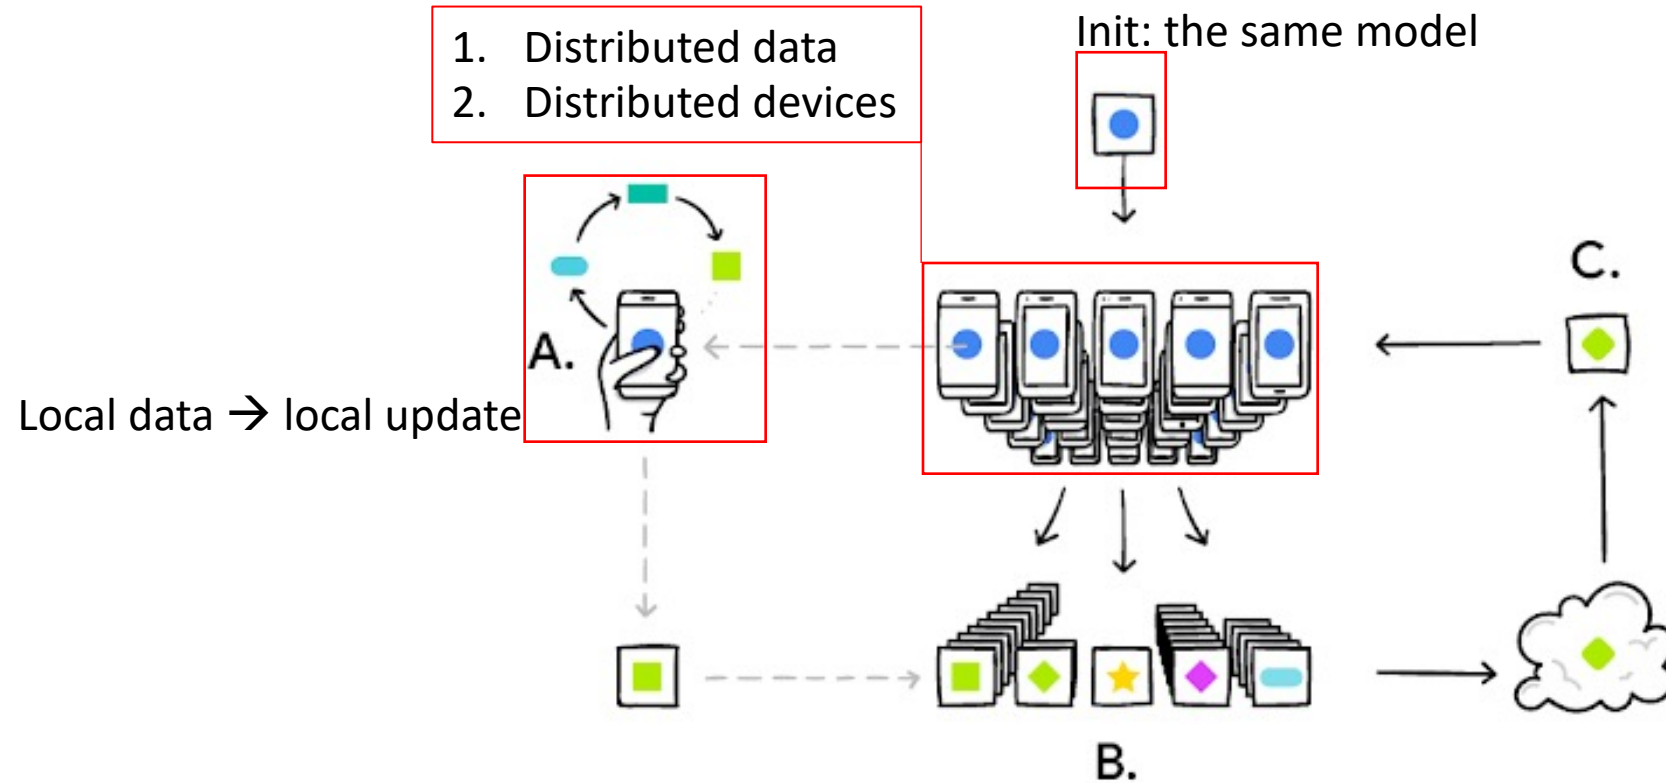 1. Distributed data
2. Distributed devices
Init: the same model
C.
A.
Local data → local update
B.